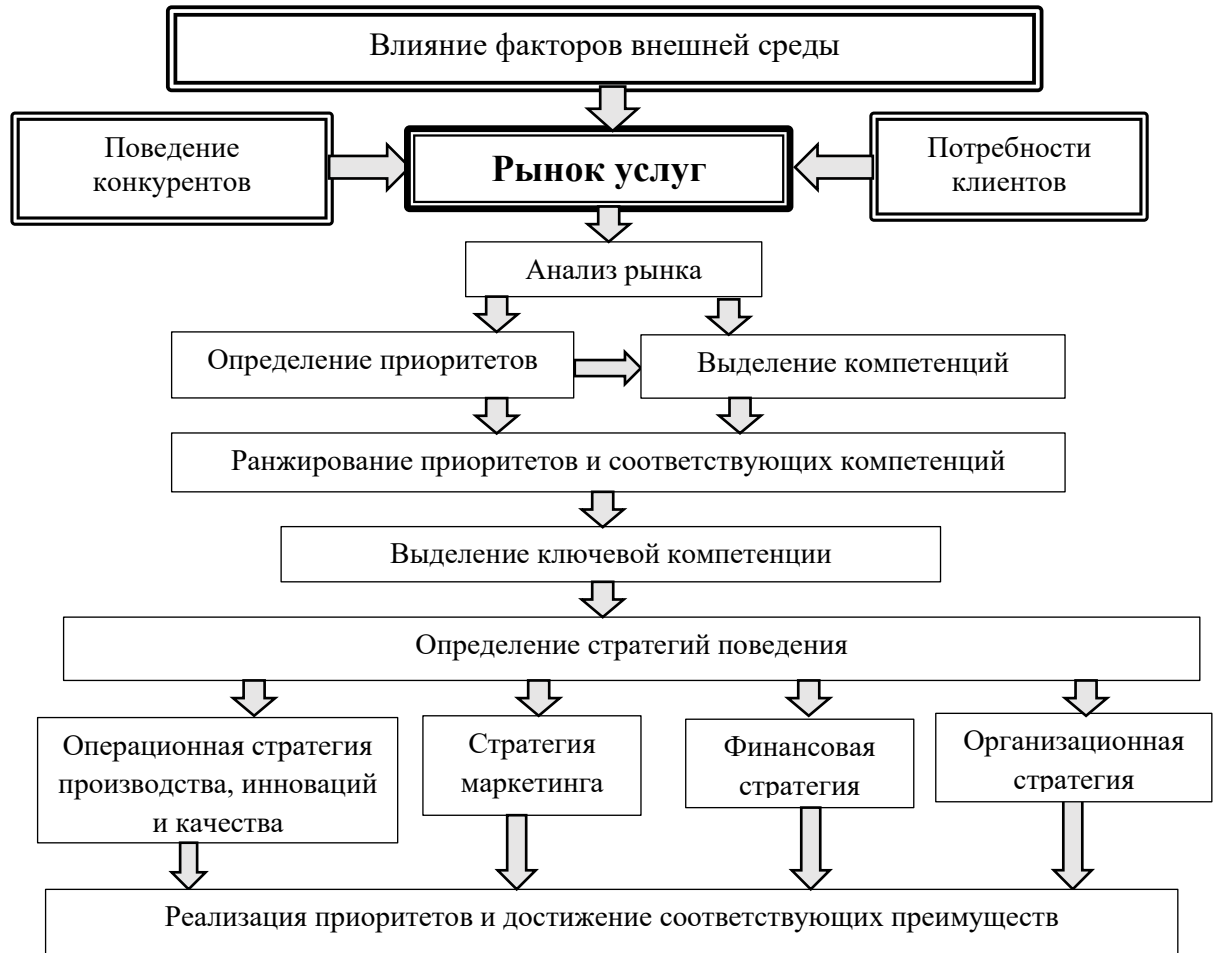 Влияние факторов внешней среды
Поведение
конкурентов
Рынок услуг
Потребности
клиентов
Анализ рынка
Определение приоритетов
Выделение компетенций
Ранжирование приоритетов и соответствующих компетенций
Выделение ключевой компетенции
Определение стратегий поведения
Операционная стратегия
производства, инноваций
и качества
Стратегия
маркетинга
Финансовая
стратегия
Организационная
стратегия
Реализация приоритетов и достижение соответствующих преимуществ